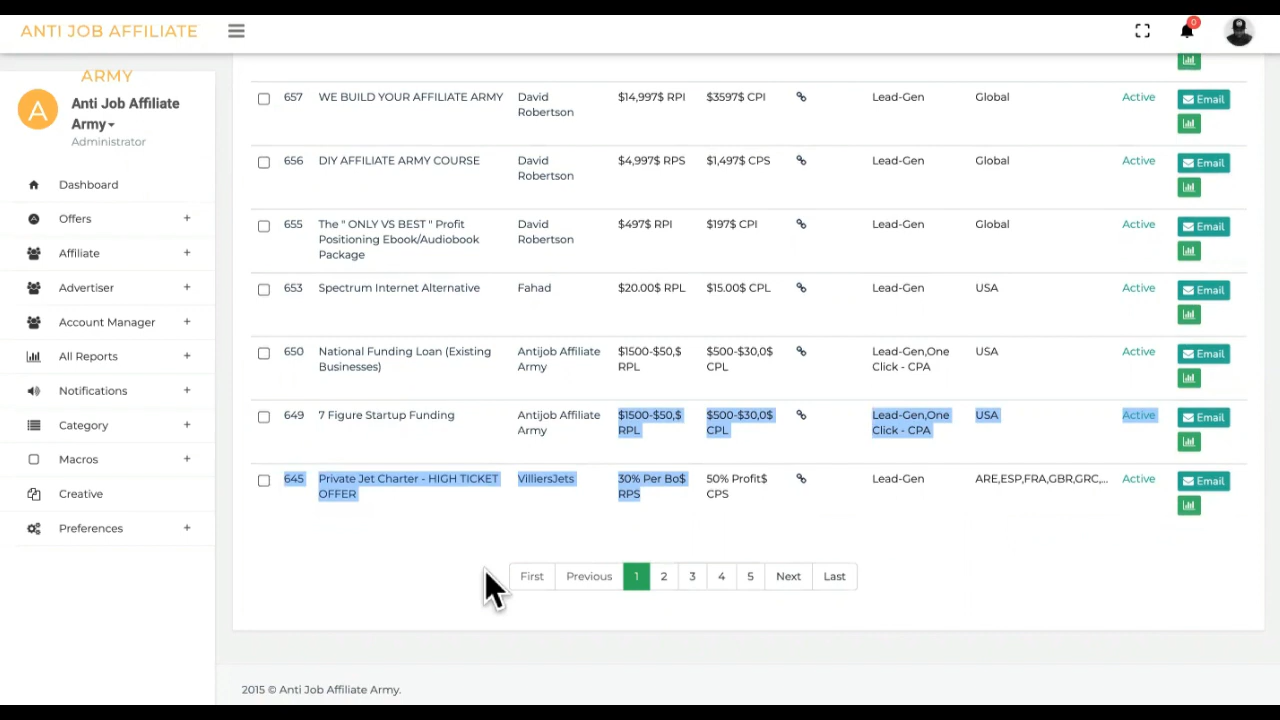 ANTI JOB AFFILIATE
0
ARMY
A
Anti Job Affiliate
Army
Administrator
Dashboard
Offers +
Affiliate +
Advertiser +
Account Manager +
All Reports +
Notifications +
Category +
Macros +
Creative
Preferences +
657 WE BUILD YOUR AFFILIATE ARMY David $14,997$ RPI $3597$ CPI Lead-Gen Global Active Email
Robertson
656 DIY AFFILIATE ARMY COURSE David $4,997$ RPS $1,497$ CPS Lead-Gen Global Active Email
Robertson
655 The " ONLY VS BEST " Profit David $497$ RPI $197$ CPI Lead-Gen Global Active Email
Positioning Ebook/Audiobook Robertson
Package
653 Spectrum Internet Alternative Fahad $20.00$ RPL $15.00$ CPL Lead-Gen USA Active Email
650 National Funding Loan (Existing Antijob Affiliate $1500-$50,$ $500-$30,0$ Lead-Gen,One USA Active Email
Businesses) Army RPL CPL Click - CPA
649 7 Figure Startup Funding Antijob Affiliate $1500-$50,$ $500-$30,0$ Lead-Gen,One USA Active Email
Army RPL CPL Click - CPA
645 Private Jet Charter - HIGH TICKET VilliersJets 30% Per Bo$ 50% Profit$ Lead-Gen ARE,ESP,FRA,GBR,GRC,... Active Email
OFFER RPS CPS
First Previous 1 2 3 4 5 Next Last
2015 © Anti Job Affiliate Army.